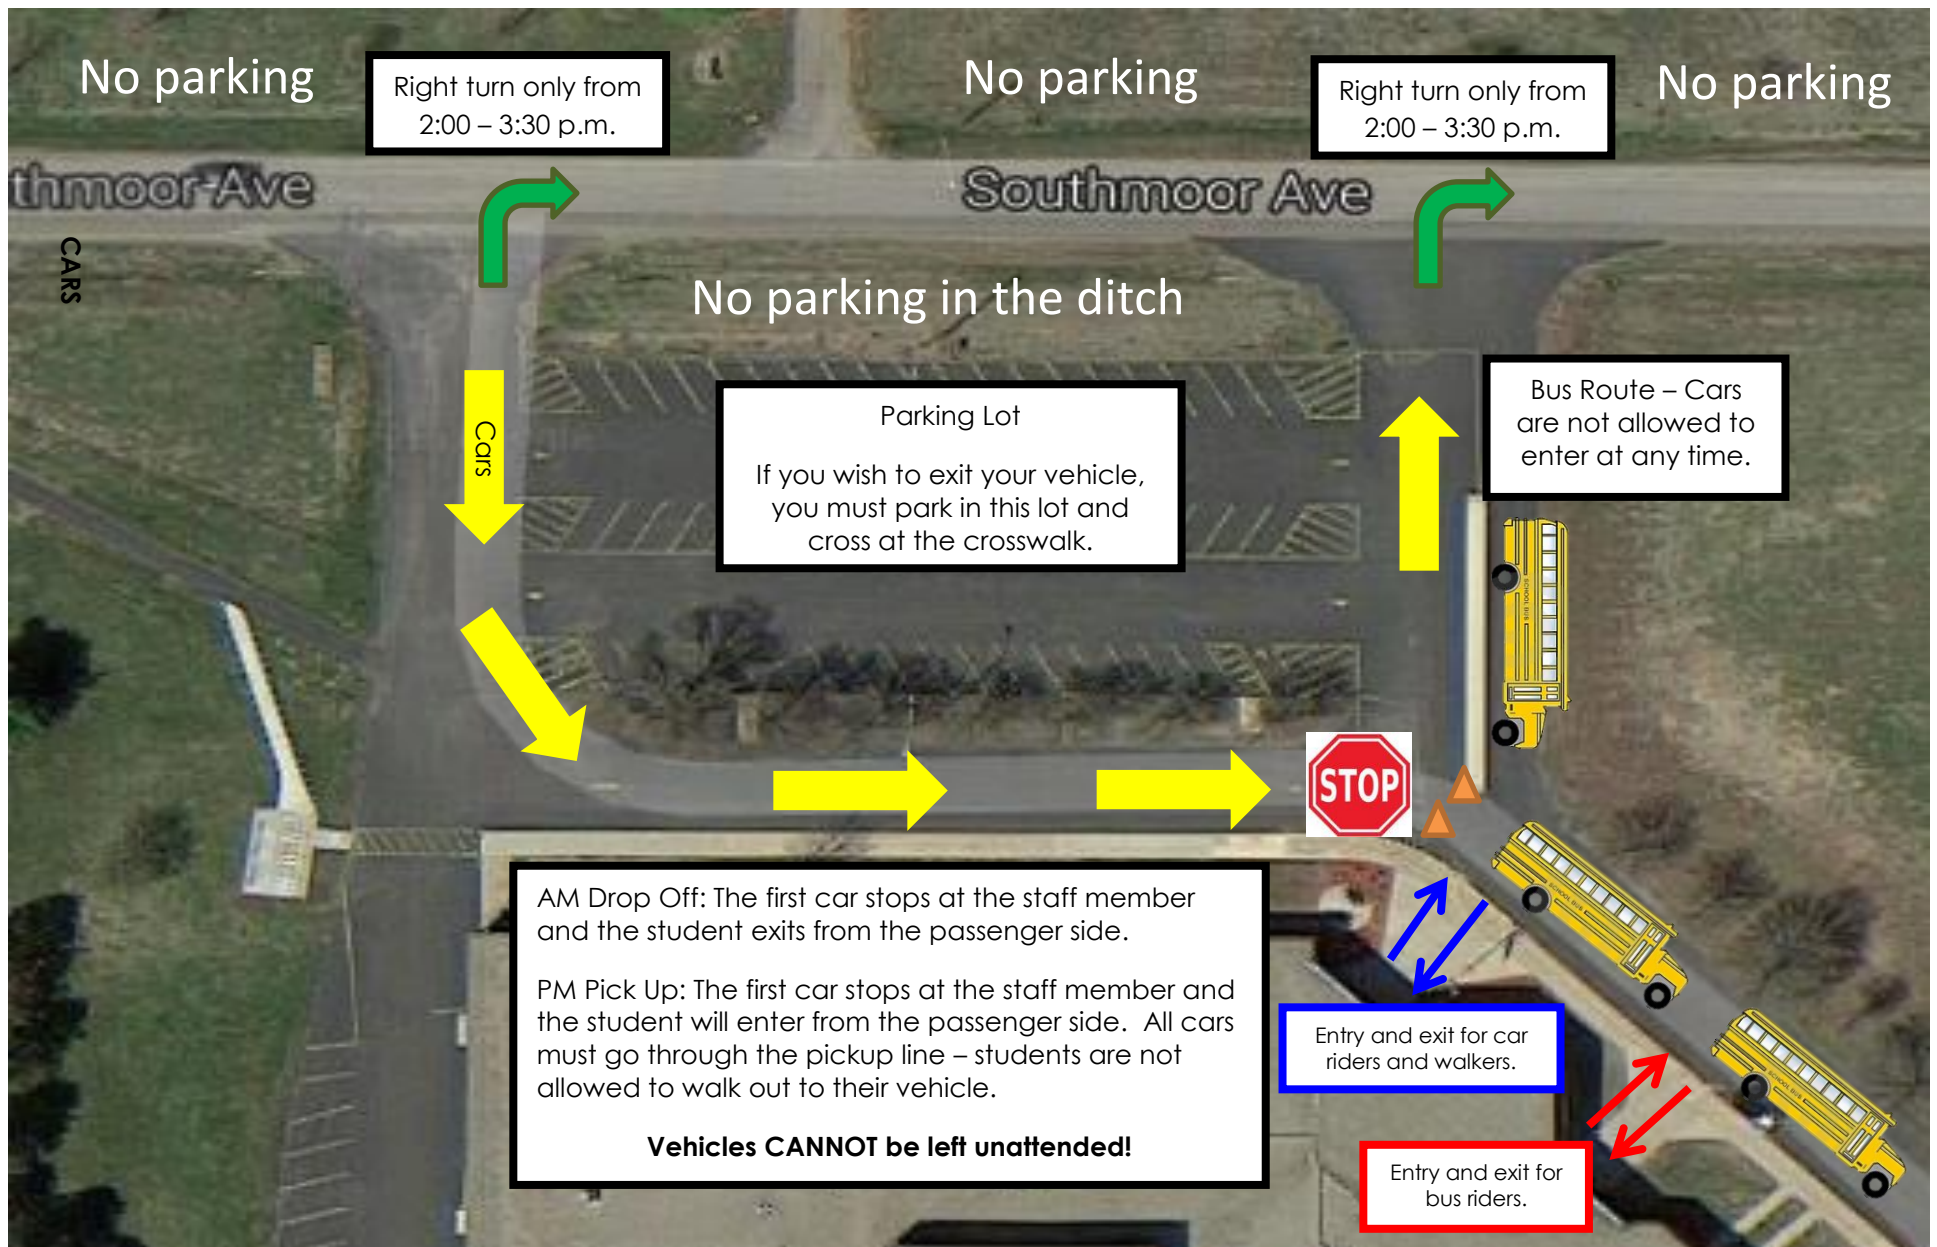 No parking
Right turn only from
2:00 – 3:30 p.m.
No parking
Right turn only from
2:00 – 3:30 p.m.
No parking
thmoor Ave
Southmoor Ave
CARS
No parking in the ditch
Cars
Parking Lot
If you wish to exit your vehicle,
you must park in this lot and
cross at the crosswalk.
Bus Route – Cars
are not allowed to
enter at any time.
SCHOOL BUS
STOP
SCHOOL BUS
SCHOOL BUS
AM Drop Off: The first car stops at the staff member
and the student exits from the passenger side.
PM Pick Up: The first car stops at the staff member and
the student will enter from the passenger side.  All cars
must go through the pickup line – students are not
allowed to walk out to their vehicle.
Vehicles CANNOT be left unattended!
Entry and exit for car
riders and walkers.
Entry and exit for
bus riders.